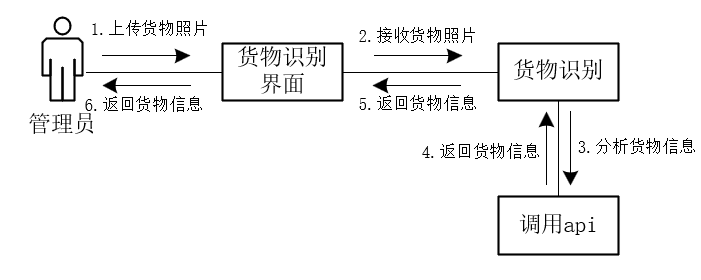 1.上传货物照片
2.接收货物照片
货物识别
界面
货物识别
6.返回货物信息
5.返回货物信息
管理员
4.返回货物信息
3.分析货物信息
调用api